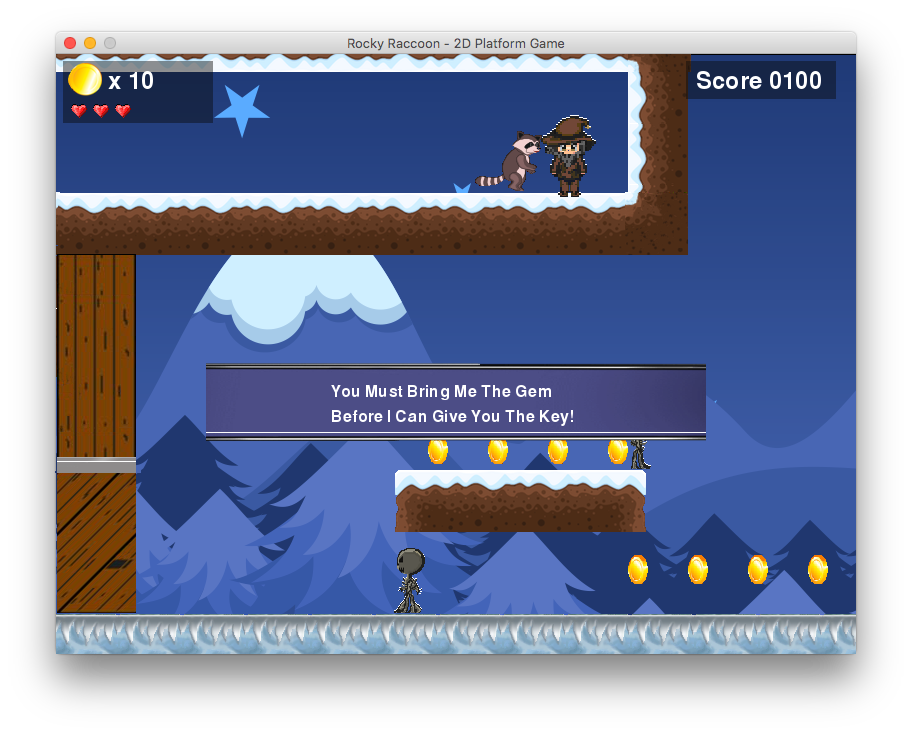 Rocky Raccoon - 2D Platform Game
x 10
Score 0100
You Must Bring Me The Gem
Before I Can Give You The Key!